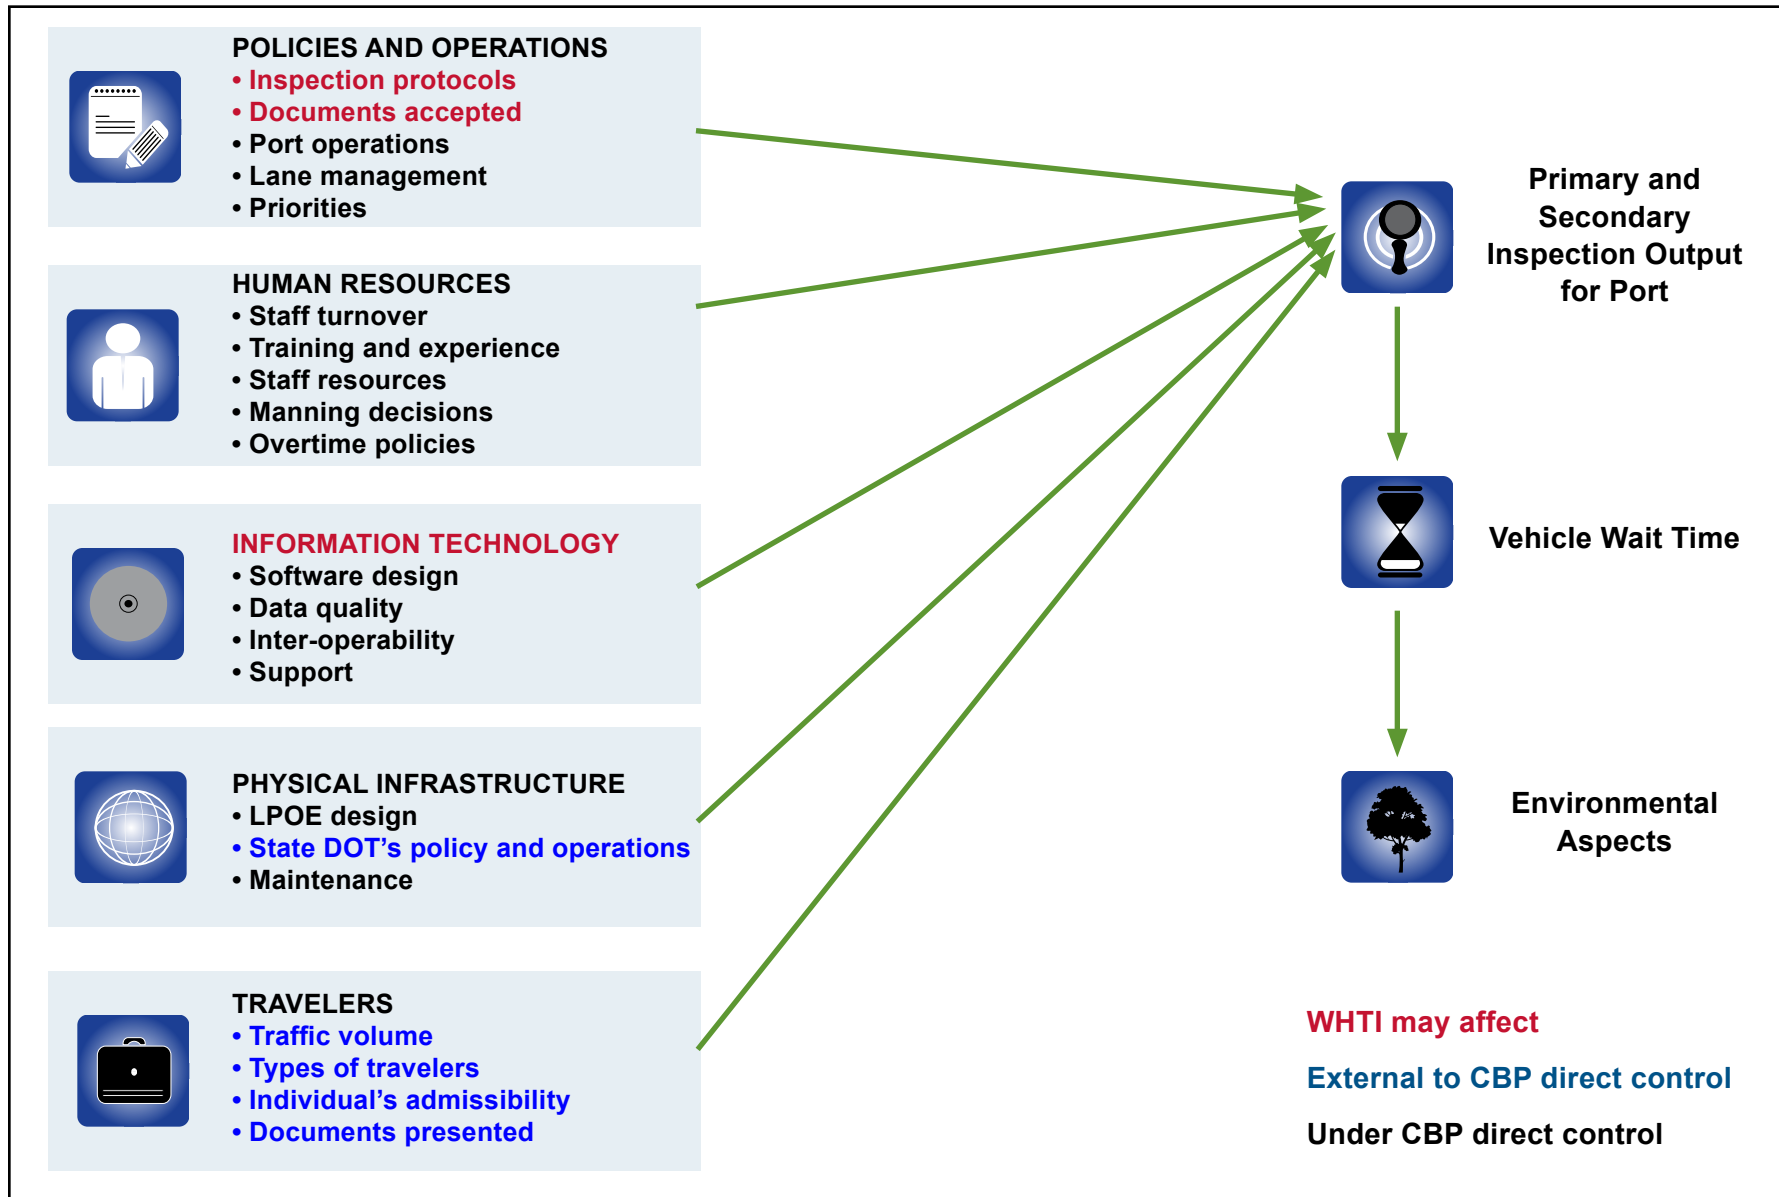 POLICIES AND OPERATIONS
• Inspection protocols
• Documents accepted
• Port operations
• Lane management
• Priorities
HUMAN RESOURCES
• Staff turnover
• Training and experience
• Staff resources
• Manning decisions
• Overtime policies
INFORMATION TECHNOLOGY
• Software design
• Data quality
• Inter-operability
• Support
PHYSICAL INFRASTRUCTURE
• LPOE design
• State DOT’s policy and operations
• Maintenance
TRAVELERS
• Traffic volume
• Types of travelers
• Individual’s admissibility
• Documents presented
Primary and
Secondary
Inspection Output
for Port
Vehicle Wait Time
Environmental
Aspects
WHTI may affect
External to CBP direct control
Under CBP direct control